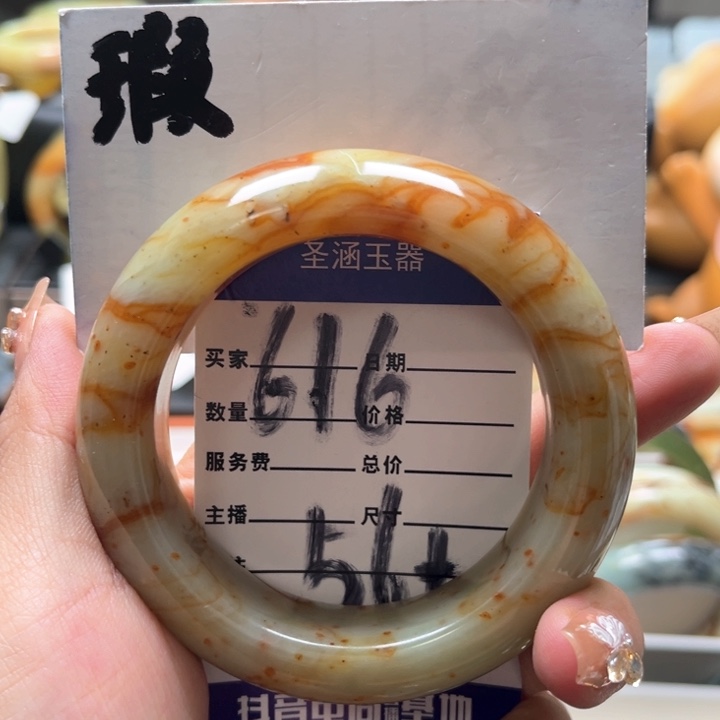 瑕
圣涵玉器
616
买家 日期
数量 价格
服务费 总价
主播 尺寸
56+